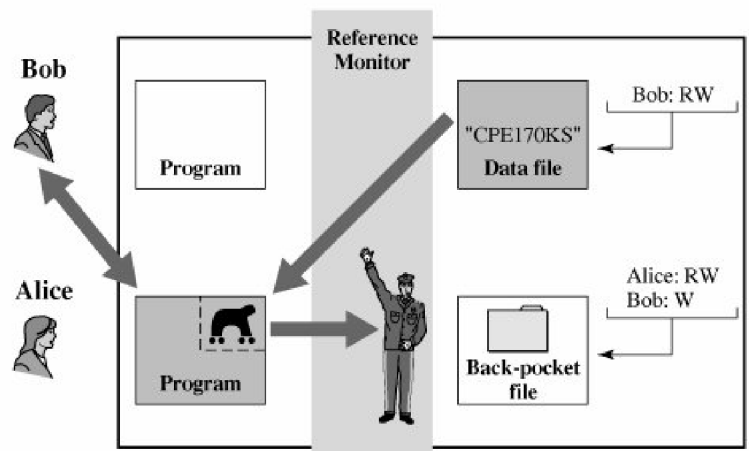 Reference
Monitor
Bob
Program
"CPE170KS"
Data file
Bob: RW
Alice
Program
Back-pocket
file
Alice: RW
Bob: W